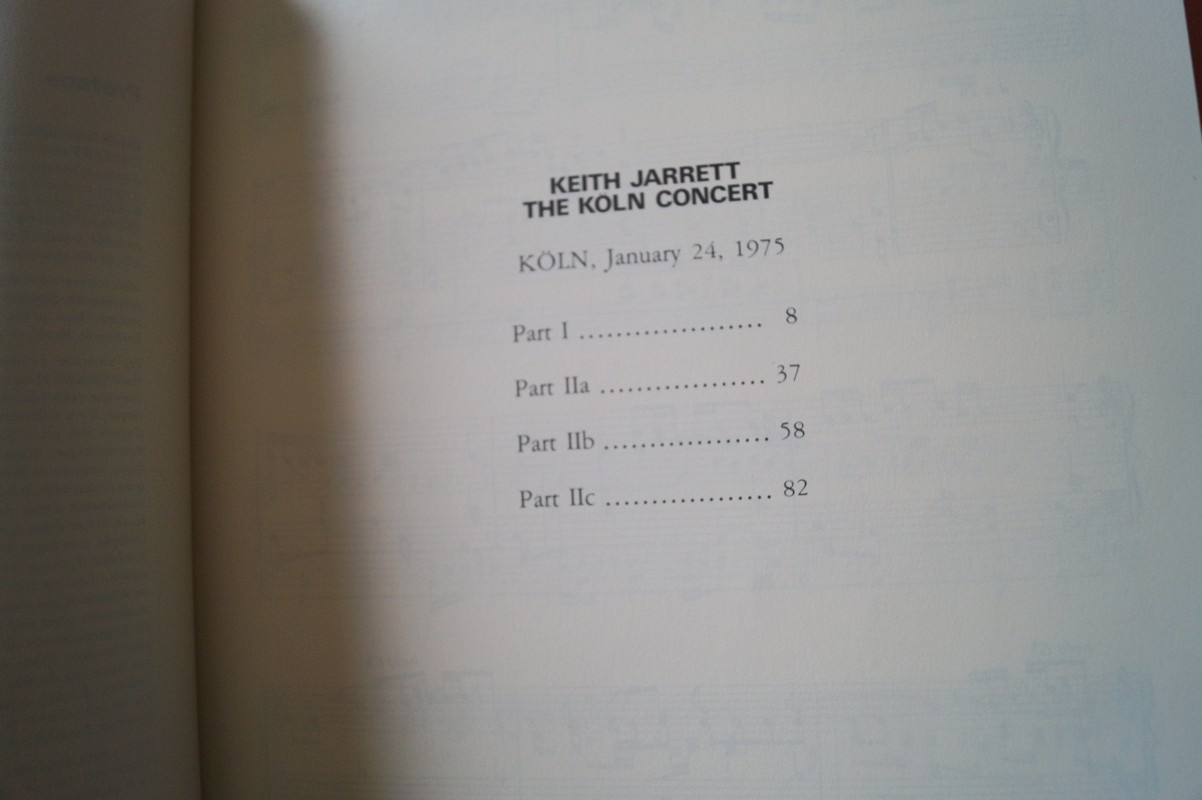 KEITH JARRETT
THE KÖLN CONCERT
KÖLN, January 24, 1975
Part I .................... 8
Part IIa .................. 37
Part IIb .................. 58
Part IIc .................. 82